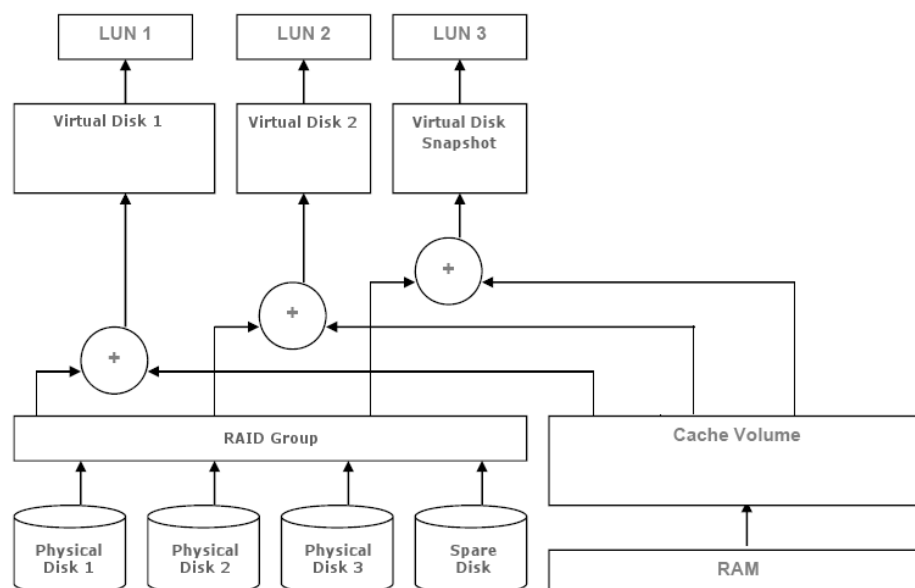 LUN 1
LUN 2
LUN 3
Virtual Disk 1
Virtual Disk 2
Virtual Disk
Snapshot
+
+
+
RAID Group
Cache Volume
Physical
Disk 1
Physical
Disk 2
Physical
Disk 3
Spare
Disk
RAM